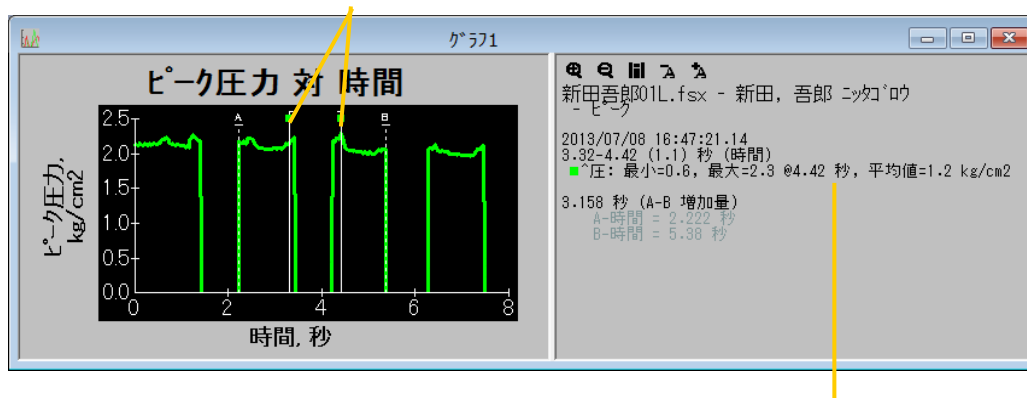 グラフ1
ピーク圧力 対 時間
ピーク圧力,
kg/cm2
2.5
2.0
1.0
0.5
0.0
A
B
0
2
4
6
8
時間, 秒
新田吾郎01L.fsx - 新田, 吾郎 ニッタゴロウ
- ピーク
2013/07/08 16:47:21.14
3.32-4.42 (1.1) 秒 (時間)
^圧: 最小=0.6, 最大=2.3 @4.42 秒, 平均値=1.2 kg/cm2
3.158 秒 (A-B 増加量)
A-時間 = 2.222 秒
B-時間 = 5.38 秒